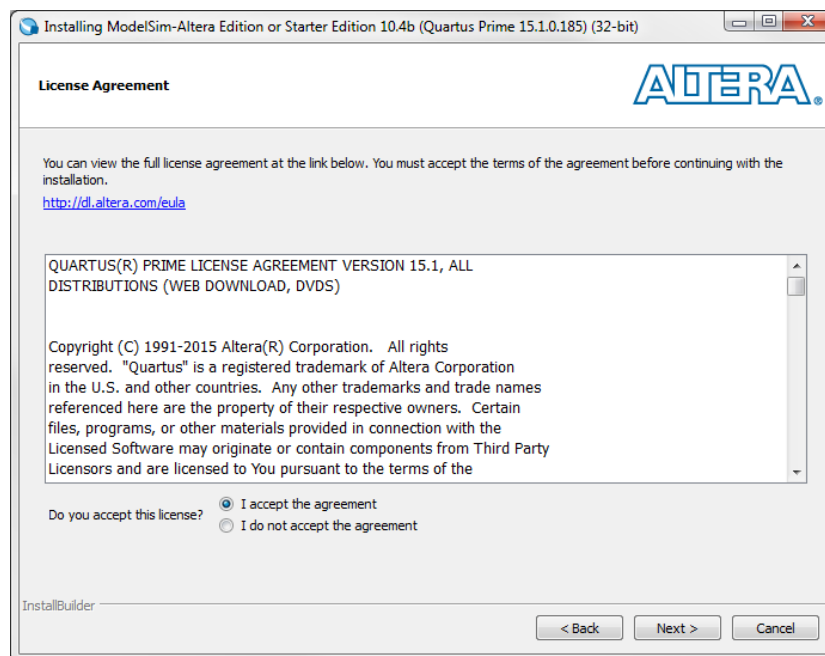 Installing ModelSim-Altera Edition or Starter Edition 10.4b (Quartus Prime 15.1.0.185) (32-bit)
License Agreement
ALTERA®
You can view the full license agreement at the link below. You must accept the terms of the agreement before continuing with the
installation.
http://dl.altera.com/eula
QUARTUS(R) PRIME LICENSE AGREEMENT VERSION 15.1, ALL
DISTRIBUTIONS (WEB DOWNLOAD, DVDS)
Copyright (C) 1991-2015 Altera(R) Corporation.   All rights
reserved.  "Quartus" is a registered trademark of Altera Corporation
in the U.S. and other countries.  Any other trademarks and trade names
referenced here are the property of their respective owners.  Certain
files, programs, or other materials provided in connection with the
Licensed Software may originate or contain components from Third Party
Licensors and are licensed to You pursuant to the terms of the
Do you accept this license?
I accept the agreement
I do not accept the agreement
InstallBuilder
< Back
Next >
Cancel